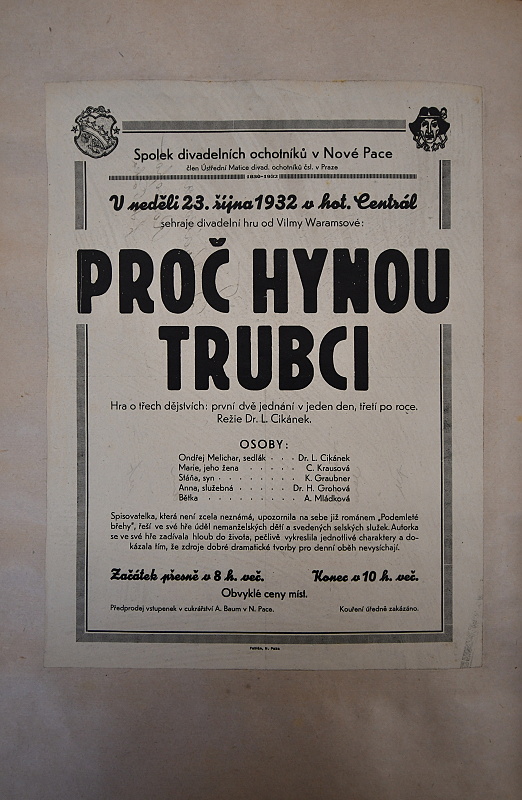 Spolek divadelních ochotníků v Nové Pace
člen Ústřední Matice divad. ochotníků čsl. v Praze
1850-1932
V neděli 23. října 1932 v hot. Centrál
sehraje divadelní hru od Vilmy Waramsové:
PROČ HYNOU
TRUBCI
Hra o třech dějstvích: první dvě jednání v jeden den, třetí po roce.
Režie Dr. L. Cikánek.
OSOBY:
Ondřej Melichar, sedlák · · · Dr. L. Cikánek
Marie, jeho žena · · · · · C. Krausová
Stáňa, syn · · · · · · · · K. Graubner
Anna, služebná · · · · · · Dr. H. Grohová
Bětka · · · · · · · · · A. Mládková
Spisovatelka, která není zcela neznámá, upozornila na sebe již románem „Podemleté
břehy", řeší ve své hře úděl nemanželských dětí a svedených selských služek. Autorka
se ve své hře zadívala hloub do života, pečlivě vykreslila jednotlivé charaktery a do-
kázala tím, že zdroje dobré dramatické tvorby pro denní oběh nevysíchají.
Začátek přesně v 8 h. več. Konec v 10 h. več.
Obvyklé ceny míst.
Předprodej vstupenek v cukrářství A. Baum v N. Pace. Kouření úředně zakázáno.